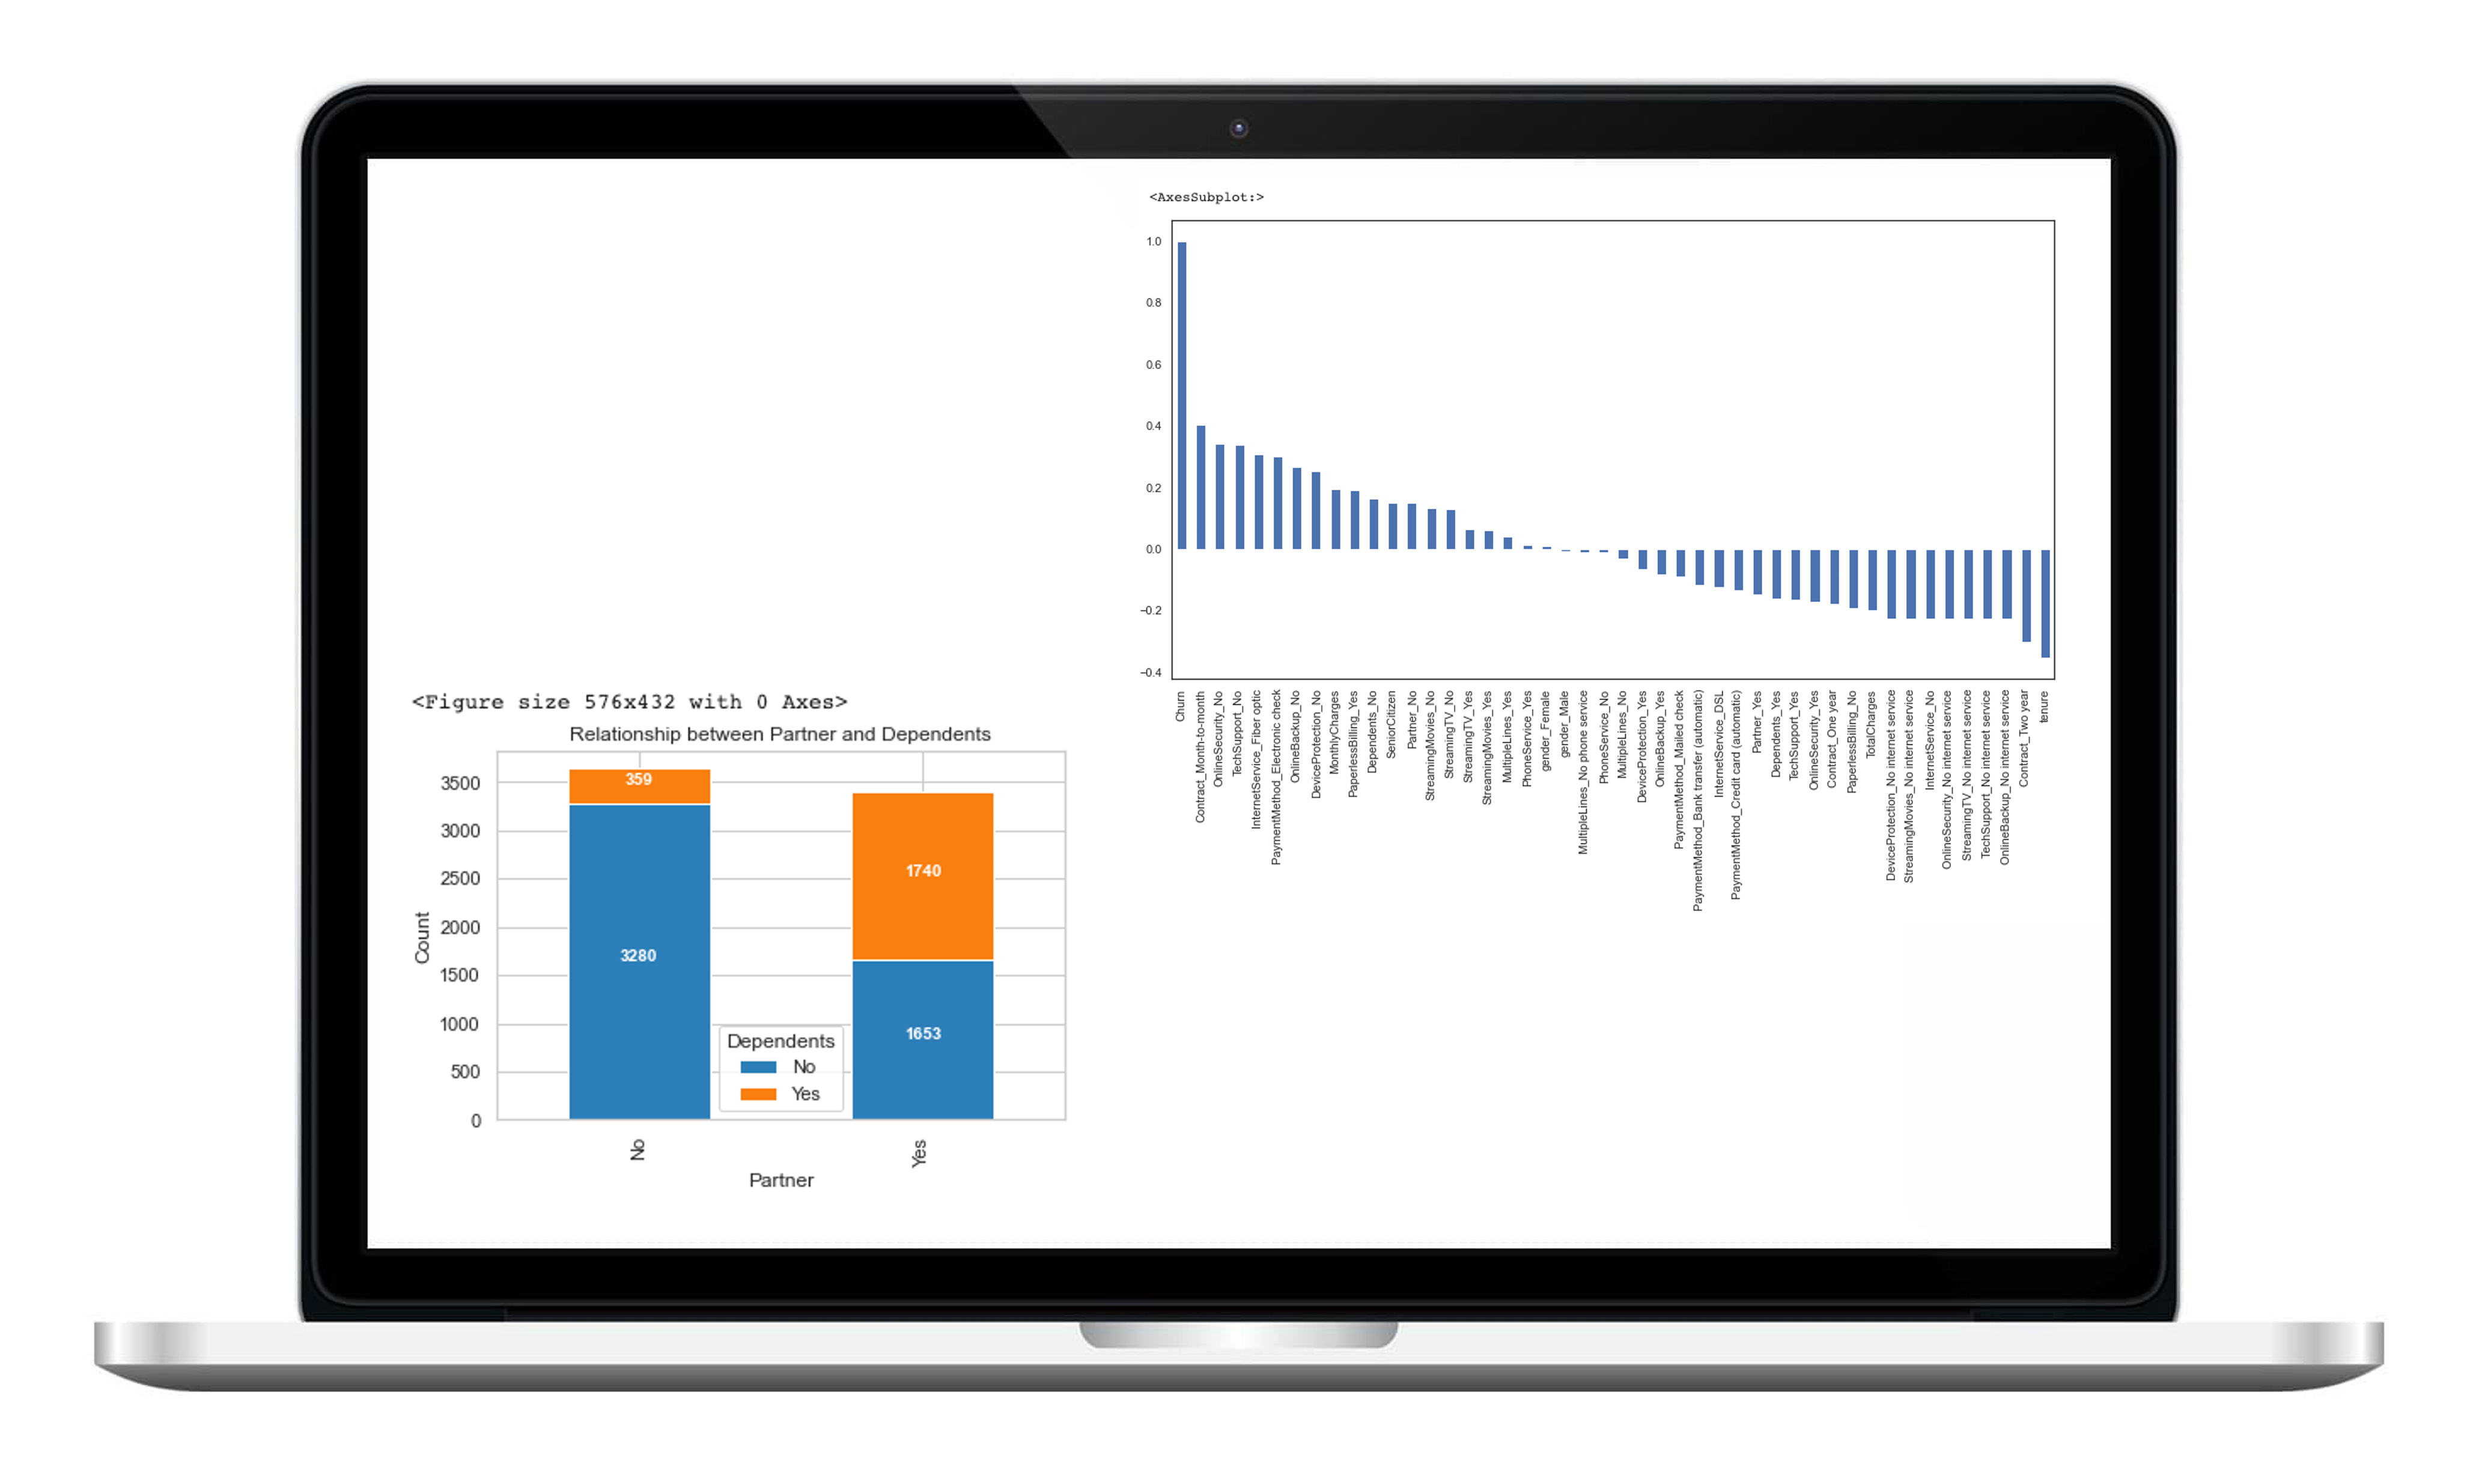 <AxesSubplot:>
1.0
0.8
0.6
0.4
0.2
0.0
−0.2
−0.4
Churn
Contract_Month-to-month
OnlineSecurity_No
TechSupport_No
InternetService_Fiber optic
PaymentMethod_Electronic check
OnlineBackup_No
DeviceProtection_No
MonthlyCharges
PaperlessBilling_Yes
Dependents_No
SeniorCitizen
Partner_No
StreamingMovies_No
StreamingTV_No
StreamingTV_Yes
StreamingMovies_Yes
MultipleLines_Yes
PhoneService_Yes
gender_Female
gender_Male
MultipleLines_No phone service
PhoneService_No
MultipleLines_No
DeviceProtection_Yes
OnlineBackup_Yes
PaymentMethod_Mailed check
PaymentMethod_Bank transfer (automatic)
InternetService_DSL
PaymentMethod_Credit card (automatic)
Partner_Yes
Dependents_Yes
TechSupport_Yes
OnlineSecurity_Yes
Contract_One year
PaperlessBilling_No
TotalCharges
DeviceProtection_No internet service
StreamingMovies_No internet service
InternetService_No
OnlineSecurity_No internet service
StreamingTV_No internet service
TechSupport_No internet service
OnlineBackup_No internet service
Contract_Two year
tenure
<Figure size 576x432 with 0 Axes>
Relationship between Partner and Dependents
Count
3500
3000
2500
2000
1500
1000
500
0
359
3280
1740
1653
Dependents
No
Yes
No
Yes
Partner